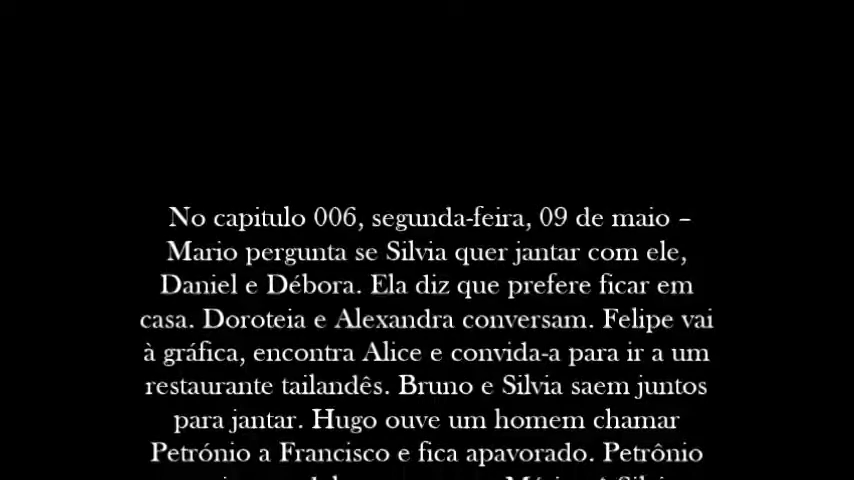 No capitulo 006, segunda-feira, 09 de maio –
Mario pergunta se Silvia quer jantar com ele,
Daniel e Débora. Ela diz que prefere ficar em
casa. Doroteia e Alexandra conversam. Felipe vai
à gráfica, encontra Alice e convida-a para ir a um
restaurante tailandês. Bruno e Silvia saem juntos
para jantar. Hugo ouve um homem chamar
Petrónio a Francisco e fica apavorado. Petrônio